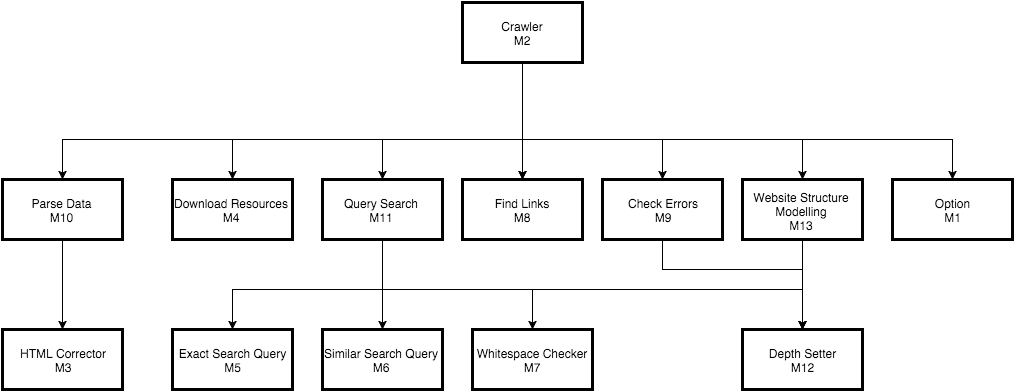 Crawler
M2
Parse Data
M10
Download Resources
M4
Query Search
M11
Find Links
M8
Check Errors
M9
Website Structure
Modelling
M13
Option
M1
HTML Corrector
M3
Exact Search Query
M5
Similar Search Query
M6
Whitespace Checker
M7
Depth Setter
M12